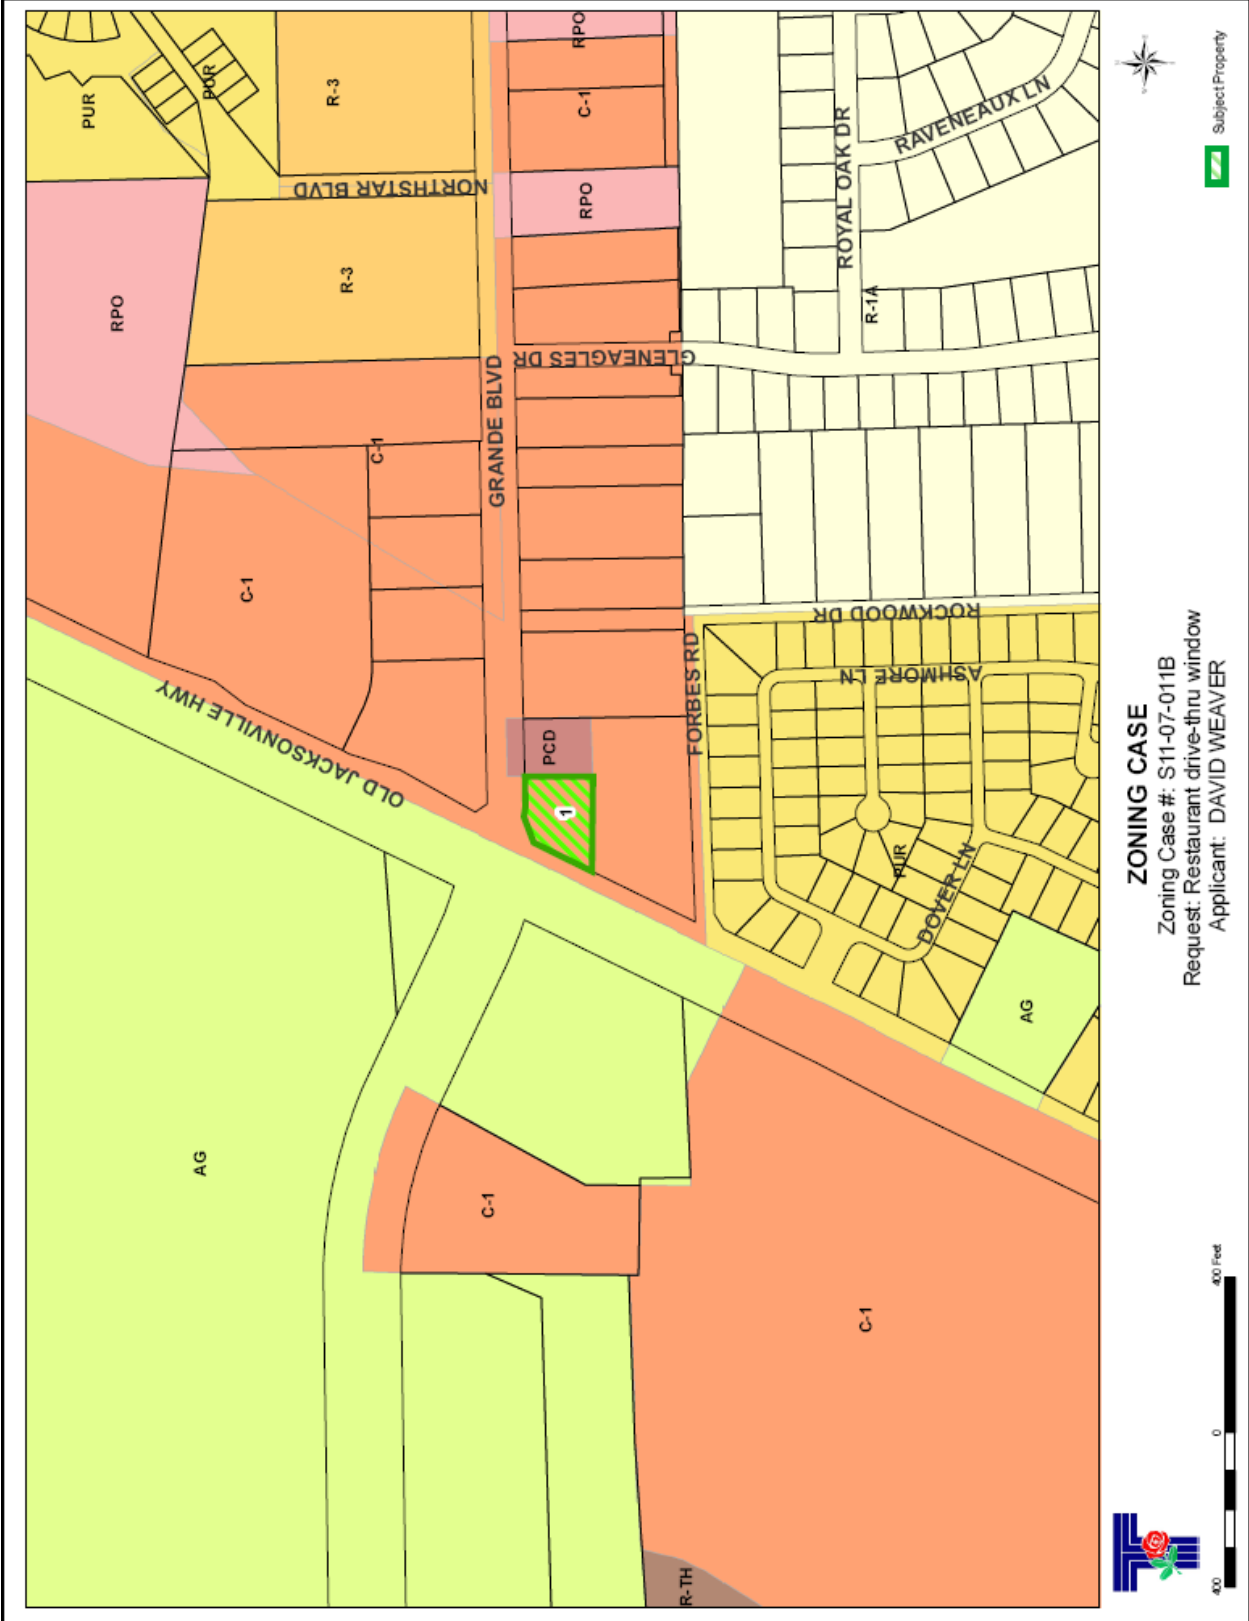 PUR
PUR
R-3
NORTHSTAR BLVD
RPO
R-3
RPO
C-1
RPO
ROYAL OAK DR
RAVENEAUX LN
R-1A
GLENEAGLES DR
GRANDE BLVD
C-1
C-1
OLD JACKSONVILLE HWY
PCD
1
FORBES RD
ROCKWOOD DR
ASHMORE LN
PUR
DOVER LN
AG
AG
C-1
C-1
R-TH
ZONING CASE
Zoning Case #: S11-07-011B
Request: Restaurant drive-thru window
Applicant: DAVID WEAVER
Subject Property
400
0
400 Feet